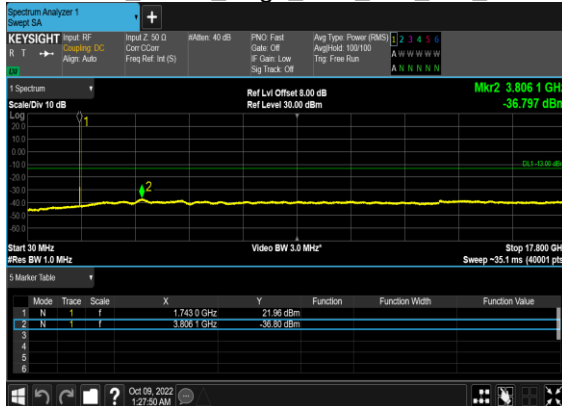 Spectrum Analyzer 1
Swept SA
+
KEYSIGHT Input: RF Input Z: 50 Ω #Atten: 40 dB PNO: Fast Avg Type: Power (RMS) 1 2 3 4 5 6
R T Coupling: DC Corr CCorr Gate: Off Avg|Hold: 100/100 A W W W W W
Align: Auto Freq Ref: Int (S) IF Gain: Low Trig: Free Run
LU Sig Track: Off A N N N N N
1 Spectrum Ref Lvl Offset 8.00 dB Mkr2 3.806 1 GHz
Scale/Div 10 dB Ref Level 30.00 dBm -36.797 dBm
Log
20.0
10.0
0.00
-10.0
-20.0
-30.0
-40.0
-50.0
-60.0
1
DL1 -13.00 dBm
2
Start 30 MHz Video BW 3.0 MHz* Stop 17.800 GHz
#Res BW 1.0 MHz Sweep ~35.1 ms (40001 pts)
5 Marker Table
Mode Trace Scale X Y Function Function Width Function Value
1 N 1 f 1.743 0 GHz 21.96 dBm
2 N 1 f 3.806 1 GHz -36.80 dBm
3
4
5
6
? Oct 09, 2022
1:27:50 AM